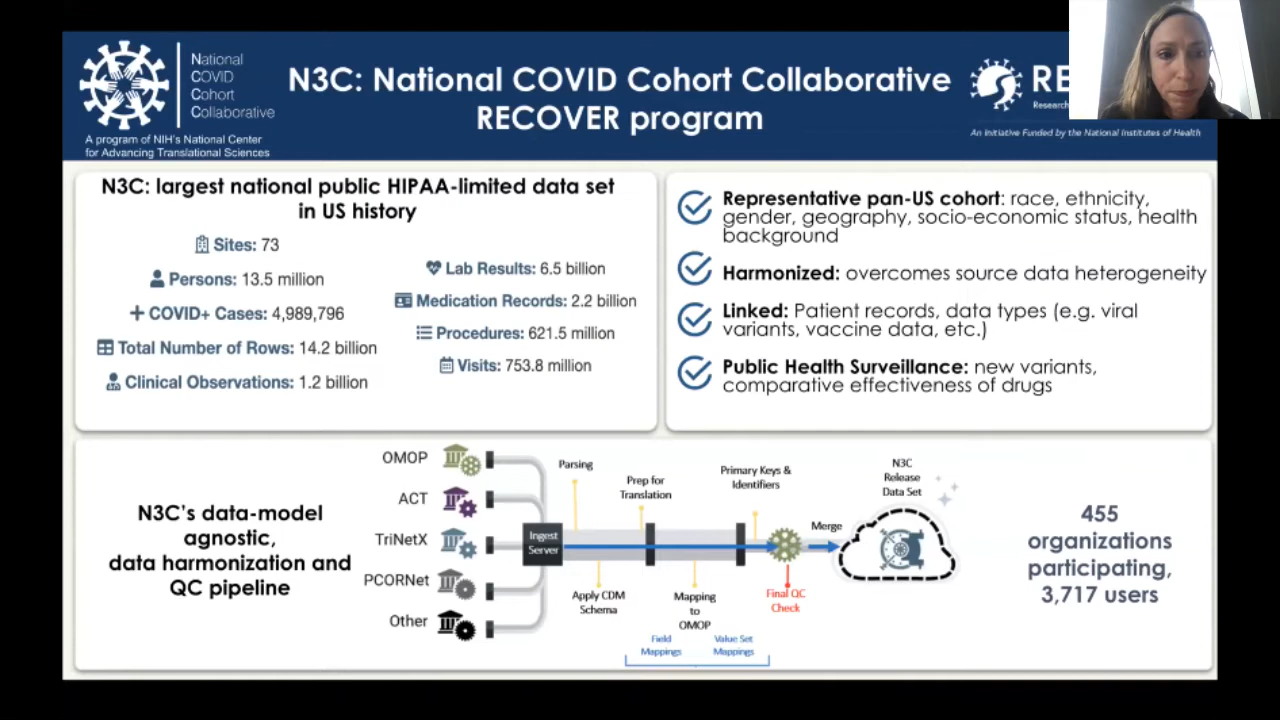 National
COVID
Cohort
Collaborative
A program of NIH's National Center
for Advancing Translational Sciences
N3C: National COVID Cohort Collaborative
RECOVER program
An Initiative Funded by the National Institutes of Health
N3C: largest national public HIPAA-limited data set
in US history
Sites: 73
Persons: 13.5 million
COVID+ Cases: 4,989,796
Total Number of Rows: 14.2 billion
Clinical Observations: 1.2 billion
Lab Results: 6.5 billion
Medication Records: 2.2 billion
Procedures: 621.5 million
Visits: 753.8 million
Representative pan-US cohort: race, ethnicity,
gender, geography, socio-economic status, health
background
Harmonized: overcomes source data heterogeneity
Linked: Patient records, data types (e.g. viral
variants, vaccine data, etc.)
Public Health Surveillance: new variants,
comparative effectiveness of drugs
N3C's data-model
agnostic,
data harmonization and
QC pipeline
OMOP
ACT
TriNetX
PCORNet
Other
Ingest
Server
Parsing
Prep for
Translation
Primary Keys &
Identifiers
Apply CDM
Schema
Mapping
to
OMOP
Field
Mappings
Value Set
Mappings
Final QC
Check
Merge
N3C
Release
Data Set
455
organizations
participating,
3,717 users